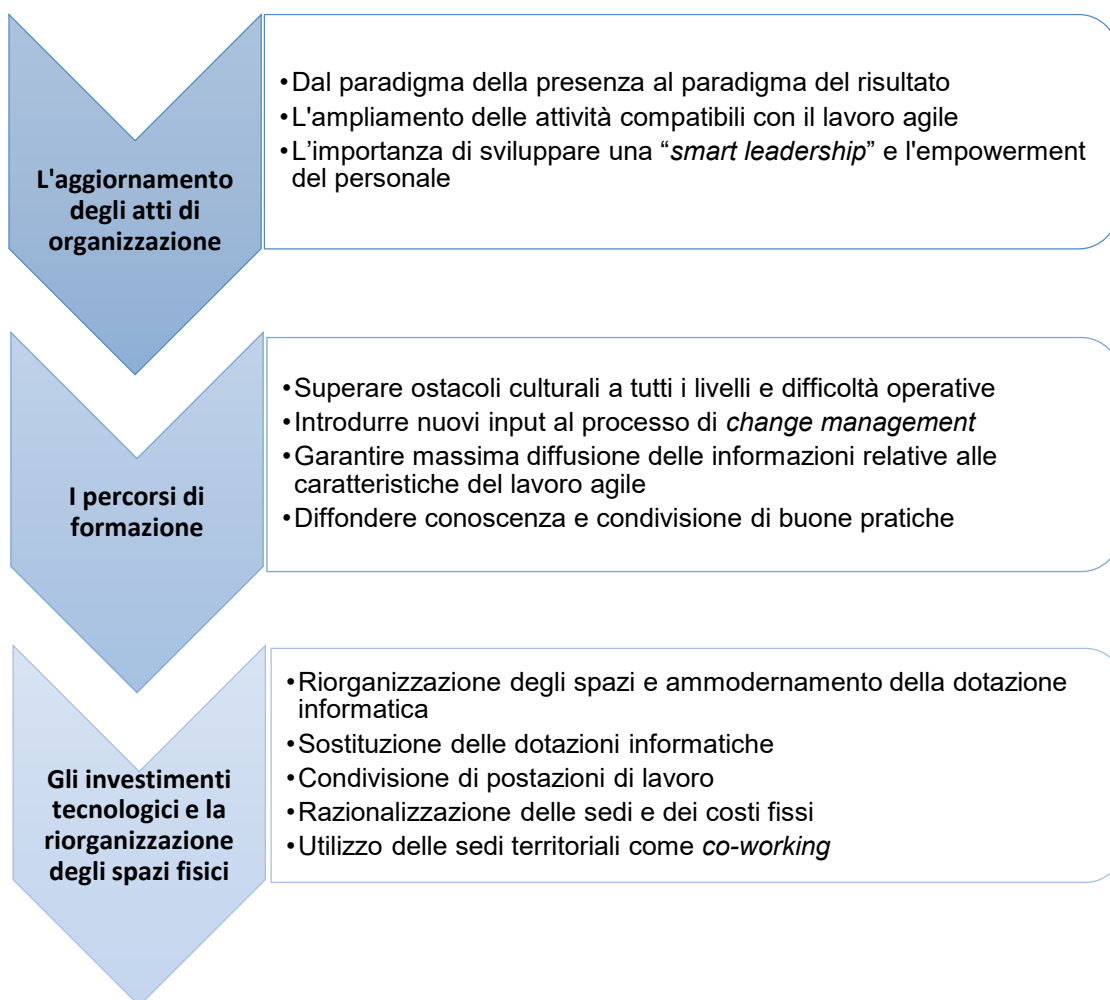 L'aggiornamento
degli atti di
organizzazione
•Dal paradigma della presenza al paradigma del risultato
•L'ampliamento delle attività compatibili con il lavoro agile
•L’importanza di sviluppare una “smart leadership” e l'empowerment
del personale
I percorsi di
formazione
•Superare ostacoli culturali a tutti i livelli e difficoltà operative
•Introdurre nuovi input al processo di change management
•Garantire massima diffusione delle informazioni relative alle
caratteristiche del lavoro agile
•Diffondere conoscenza e condivisione di buone pratiche
Gli investimenti
tecnologici e la
riorganizzazione
degli spazi fisici
•Riorganizzazione degli spazi e ammodernamento della dotazione
informatica
•Sostituzione delle dotazioni informatiche
•Condivisione di postazioni di lavoro
•Razionalizzazione delle sedi e dei costi fissi
•Utilizzo delle sedi territoriali come co-working